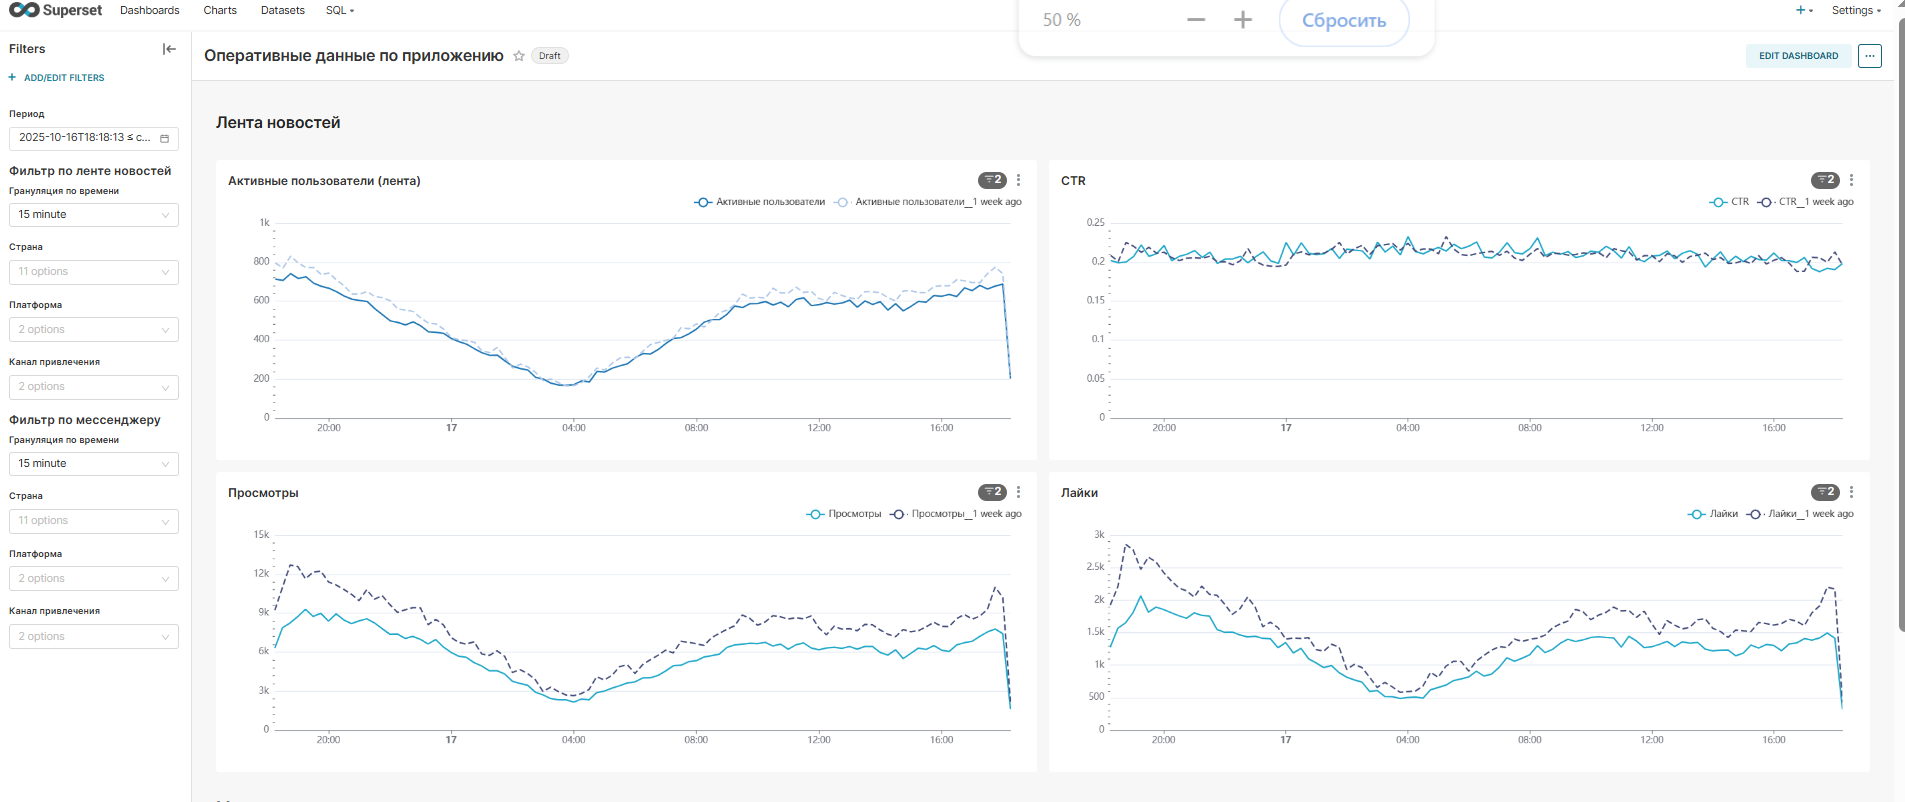 Superset Dashboards Charts Datasets SQL
50 %
Сбросить
+ Settings
Filters
+ ADD/EDIT FILTERS
Период
2025-10-16T18:18:13 ≤ c...
Фильтр по ленте новостей
Грануляция по времени
15 minute
Страна
11 options
Платформа
2 options
Канал привлечения
2 options
Фильтр по мессенджеру
Грануляция по времени
15 minute
Страна
11 options
Платформа
2 options
Канал привлечения
2 options
Оперативные данные по приложению Draft
EDIT DASHBOARD ...
Лента новостей
Активные пользователи (лента) 2
Активные пользователи Активные пользователи__1 week ago
1k
800
600
400
200
0
20:00 17 04:00 08:00 12:00 16:00
CTR 2
CTR CTR__1 week ago
0.25
0.2
0.15
0.1
0.05
0
20:00 17 04:00 08:00 12:00 16:00
Просмотры 2
Просмотры Просмотры__1 week ago
15k
12k
9k
6k
3k
0
20:00 17 04:00 08:00 12:00 16:00
Лайки 2
Лайки Лайки__1 week ago
3k
2.5k
2k
1.5k
1k
500
0
20:00 17 04:00 08:00 12:00 16:00